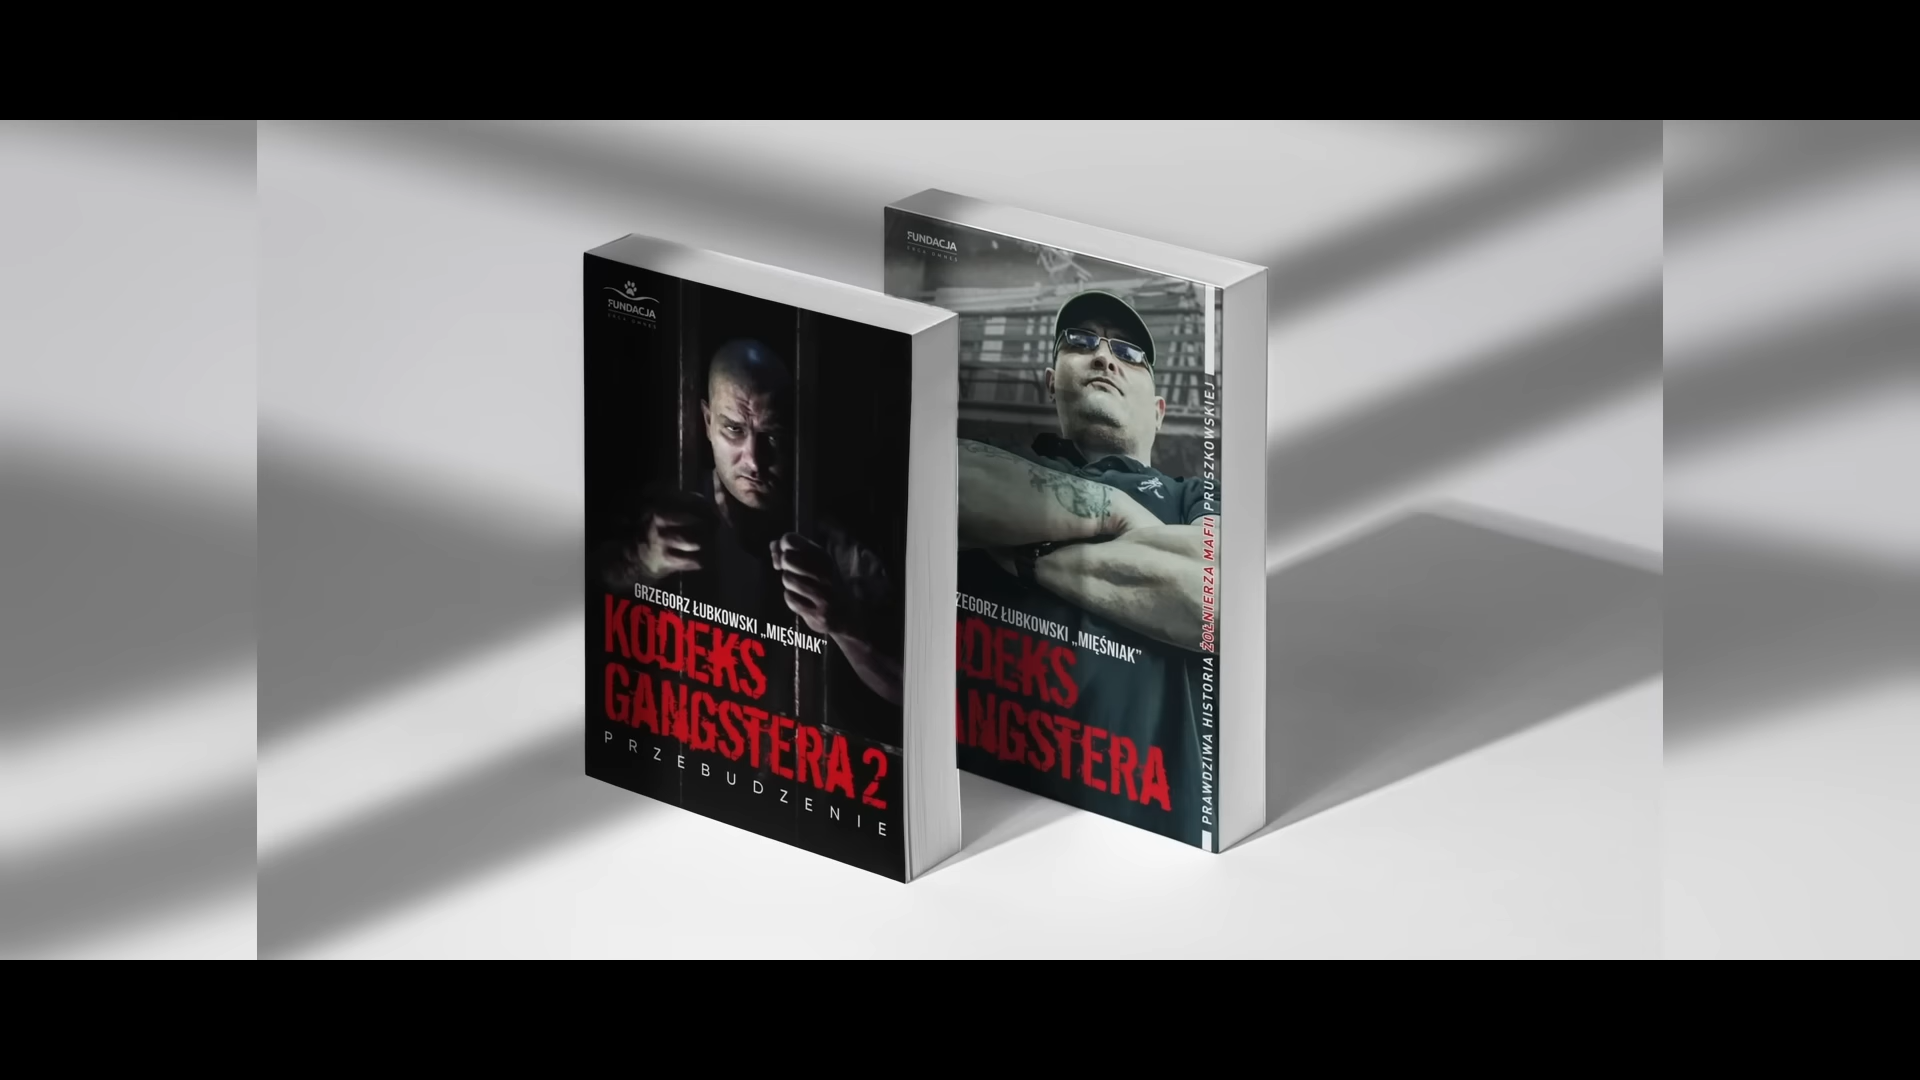 FUNDACJA
GRZEGORZ ŁUBKOWSKI „MIĘŚNIAK”
KODEKS
GANGSTERA 2
PRZEBUDZENIE
FUNDACJA
ZEGORZ ŁUBKOWSKI „MIĘŚNIAK”
ODEKS
ANGSTERA
PRAWDZIWA HISTORIA ŻOŁNIERZA MAFII PRUSZKOWSKIEJ